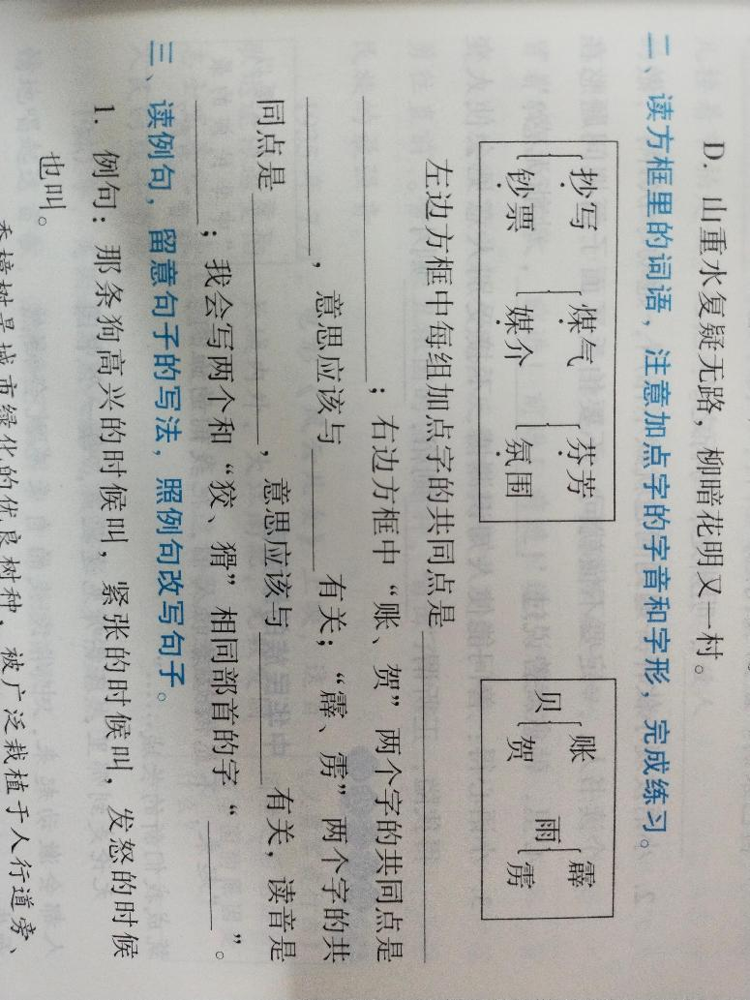 D. 山重水复疑无路，柳暗花明又一村。
二、读方框里的词语，注意加点字的字音和字形，完成练习。
抄写 煤气 芬芳 账 霹
贝 雨
钞票 媒介 氛围 贺 雳
左边方框中每组加点字的共同点是____________
____________；右边方框中“账、贺”两个字的共同点是
________，意思应该与________有关；“霹、雳”两个字的共
同点是____________，意思应该与________有关，读音是
________；我会写两个和“狡、猾”相同部首的字“______”。
三、读例句，留意句子的写法，照例句改写句子。
1. 例句：那条狗高兴的时候叫，紧张的时候叫，发怒的时候
也叫。
香樟树是城市绿化的优良树种，被广泛栽植于人行道旁、